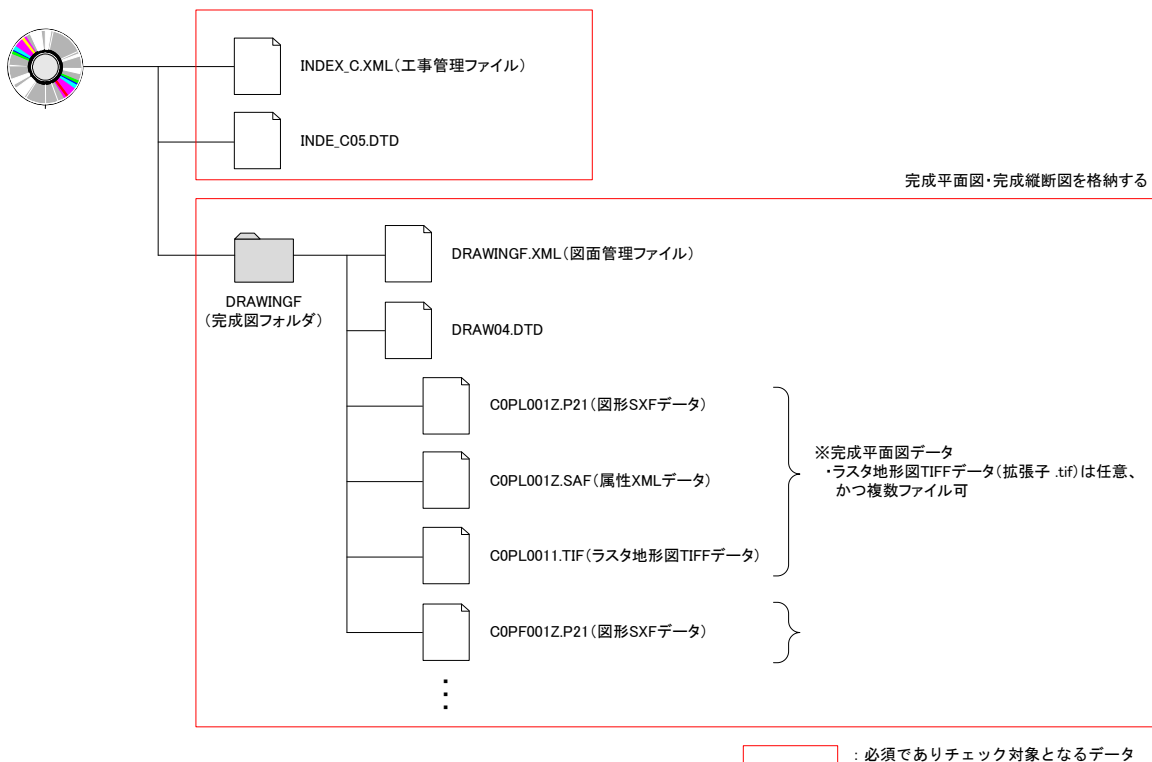 INDEX_C.XML(工事管理ファイル)
INDE_C05.DTD
完成平面図・完成縦断図を格納する
DRAWINGF
(完成図フォルダ)
DRAWINGF.XML(図面管理ファイル)
DRAW04.DTD
C0PL001Z.P21(図形SXFデータ)
C0PL001Z.SAF(属性XMLデータ)
C0PL0011.TIF(ラスタ地形図TIFFデータ)
※完成平面図データ
・ラスタ地形図TIFFデータ(拡張子 .tif)は任意、
かつ複数ファイル可
C0PF001Z.P21(図形SXFデータ)
：必須でありチェック対象となるデータ